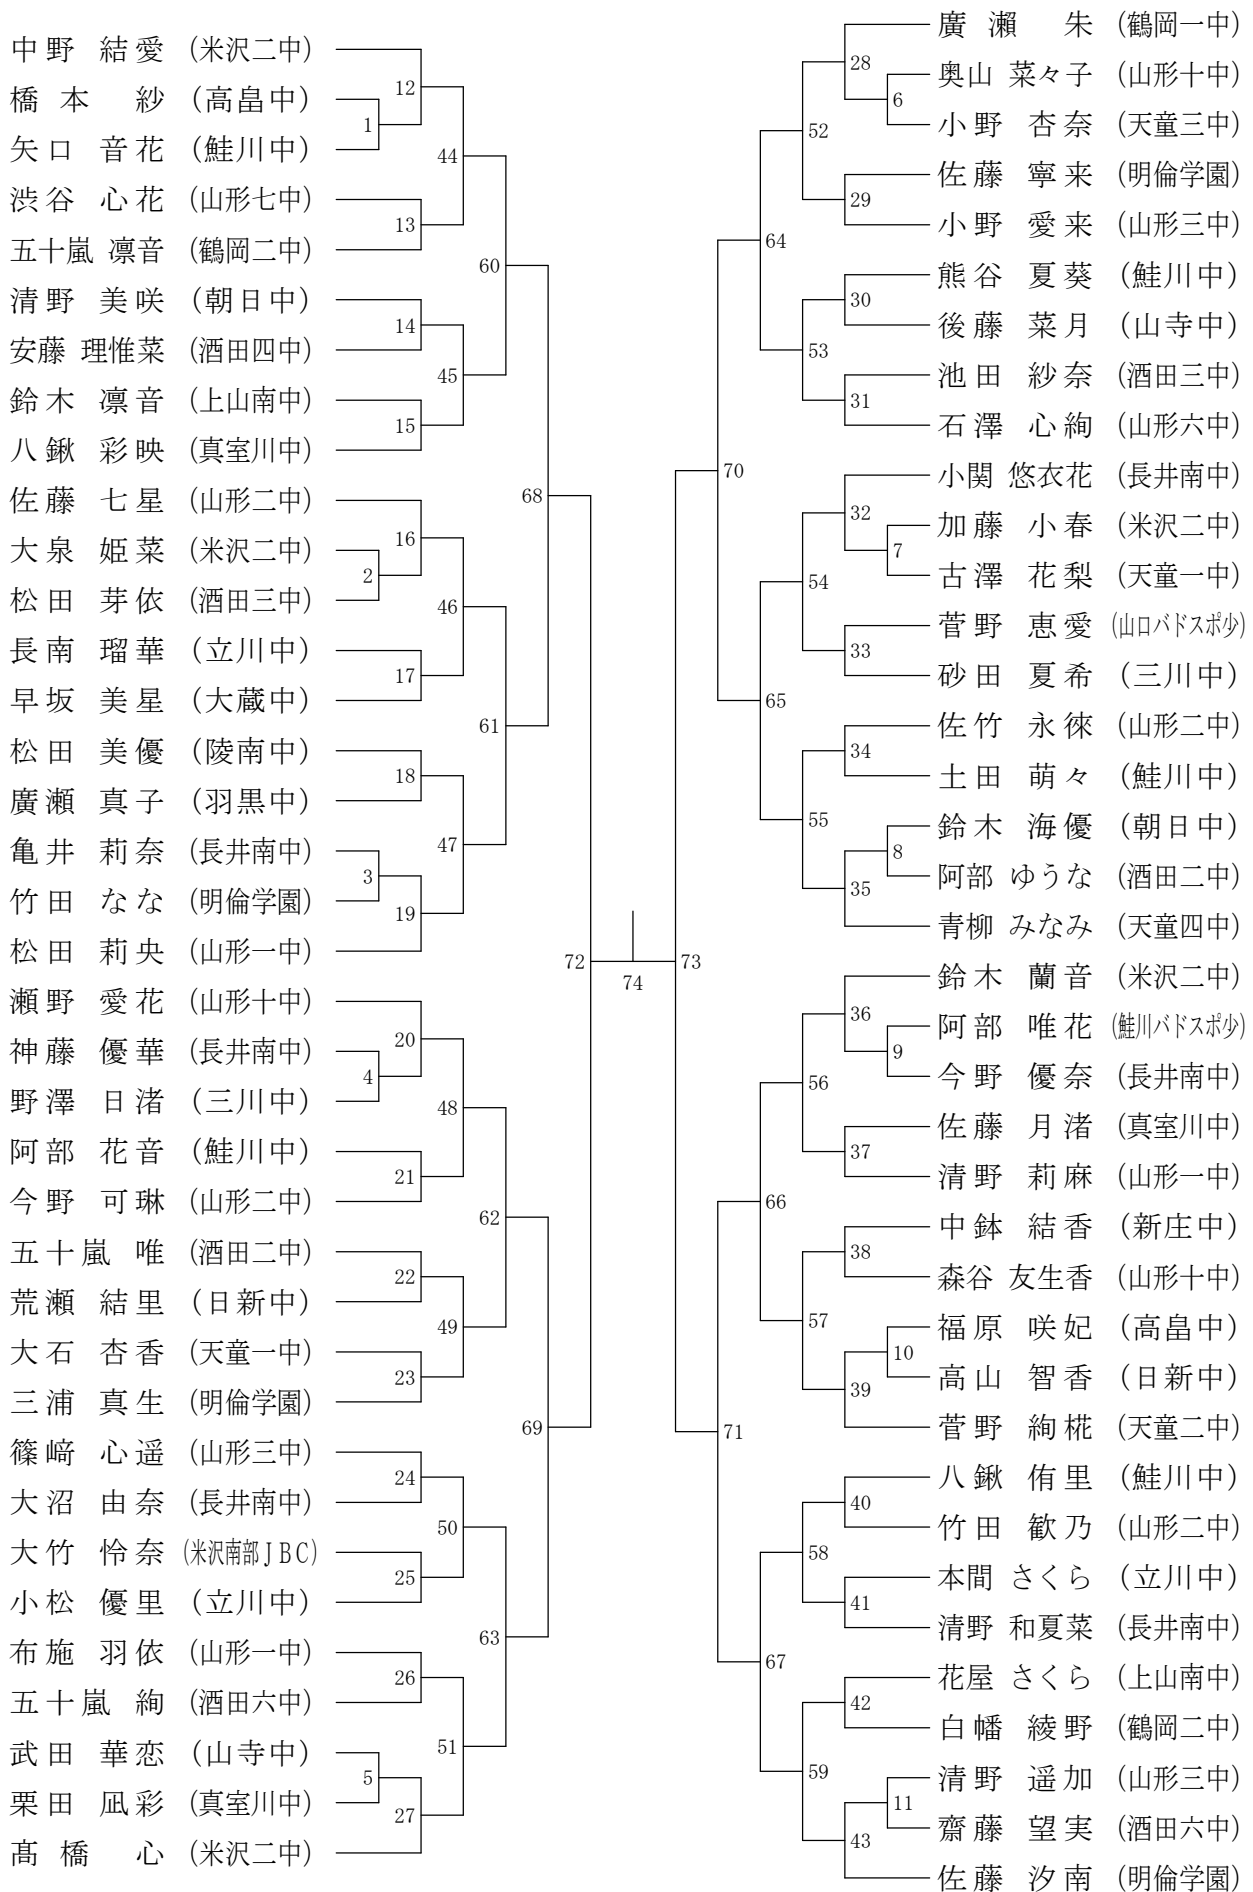 中野 結愛 (米沢二中)
橋本 紗 (高畠中)
矢口 音花 (鮭川中)
渋谷 心花 (山形七中)
五十嵐 凛音 (鶴岡二中)
清野 美咲 (朝日中)
安藤 理惟菜 (酒田四中)
鈴木 凛音 (上山南中)
八鍬 彩映 (真室川中)
佐藤 七星 (山形二中)
大泉 姫菜 (米沢二中)
松田 芽依 (酒田三中)
長南 瑠華 (立川中)
早坂 美星 (大蔵中)
松田 美優 (陵南中)
廣瀬 真子 (羽黒中)
亀井 莉奈 (長井南中)
竹田 なな (明倫学園)
松田 莉央 (山形一中)
瀬野 愛花 (山形十中)
神藤 優華 (長井南中)
野澤 日渚 (三川中)
阿部 花音 (鮭川中)
今野 可琳 (山形二中)
五十嵐 唯 (酒田二中)
荒瀬 結里 (日新中)
大石 杏香 (天童一中)
三浦 真生 (明倫学園)
篠﨑 心遥 (山形三中)
大沼 由奈 (長井南中)
大竹 怜奈 (米沢南部JBC)
小松 優里 (立川中)
布施 羽依 (山形一中)
五十嵐 絢 (酒田六中)
武田 華恋 (山寺中)
栗田 凪彩 (真室川中)
髙橋 心 (米沢二中)
1
2
3
4
5
12
13
14
15
16
17
18
19
20
21
22
23
24
25
26
27
44
45
46
47
48
49
50
51
60
61
62
63
68
69
72
74
73
70
71
64
65
66
67
52
53
54
55
56
57
58
59
28
29
30
31
32
33
34
35
36
37
38
39
40
41
42
43
6
7
8
9
10
11
廣瀬 朱 (鶴岡一中)
奥山 菜々子 (山形十中)
小野 杏奈 (天童三中)
佐藤 寧来 (明倫学園)
小野 愛来 (山形三中)
熊谷 夏葵 (鮭川中)
後藤 菜月 (山寺中)
池田 紗奈 (酒田三中)
石澤 心絢 (山形六中)
小関 悠衣花 (長井南中)
加藤 小春 (米沢二中)
古澤 花梨 (天童一中)
菅野 恵愛 (山口バドスポ少)
砂田 夏希 (三川中)
佐竹 永徠 (山形二中)
土田 萌々 (鮭川中)
鈴木 海優 (朝日中)
阿部 ゆうな (酒田二中)
青柳 みなみ (天童四中)
鈴木 蘭音 (米沢二中)
阿部 唯花 (鮭川バドスポ少)
今野 優奈 (長井南中)
佐藤 月渚 (真室川中)
清野 莉麻 (山形一中)
中鉢 結香 (新庄中)
森谷 友生香 (山形十中)
福原 咲妃 (高畠中)
高山 智香 (日新中)
菅野 絢椛 (天童二中)
八鍬 侑里 (鮭川中)
竹田 歓乃 (山形二中)
本間 さくら (立川中)
清野 和夏菜 (長井南中)
花屋 さくら (上山南中)
白幡 綾野 (鶴岡二中)
清野 遥加 (山形三中)
齋藤 望実 (酒田六中)
佐藤 汐南 (明倫学園)